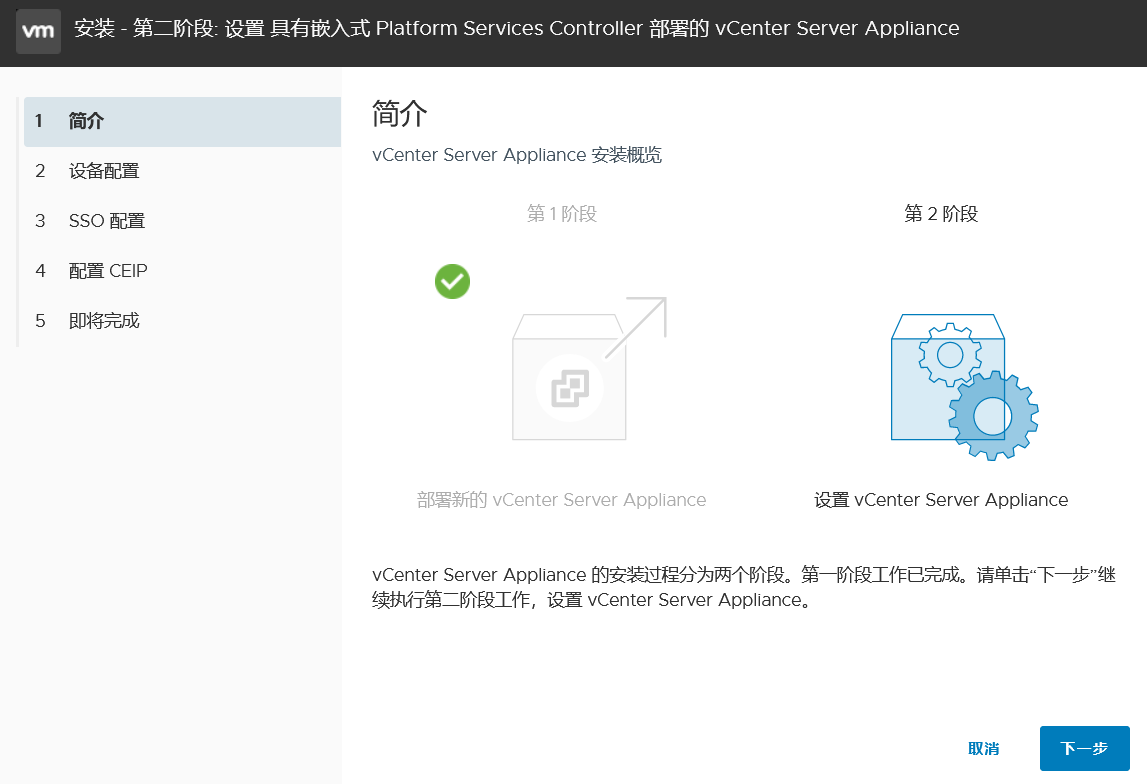 vm 安装 - 第二阶段: 设置 具有嵌入式 Platform Services Controller 部署的 vCenter Server Appliance
1 简介
2 设备配置
3 SSO 配置
4 配置 CEIP
5 即将完成
简介
vCenter Server Appliance 安装概览
第 1 阶段
第 2 阶段
部署新的 vCenter Server Appliance
设置 vCenter Server Appliance
vCenter Server Appliance 的安装过程分为两个阶段。第一阶段工作已完成。请单击“下一步”继
续执行第二阶段工作，设置 vCenter Server Appliance。
取消
下一步